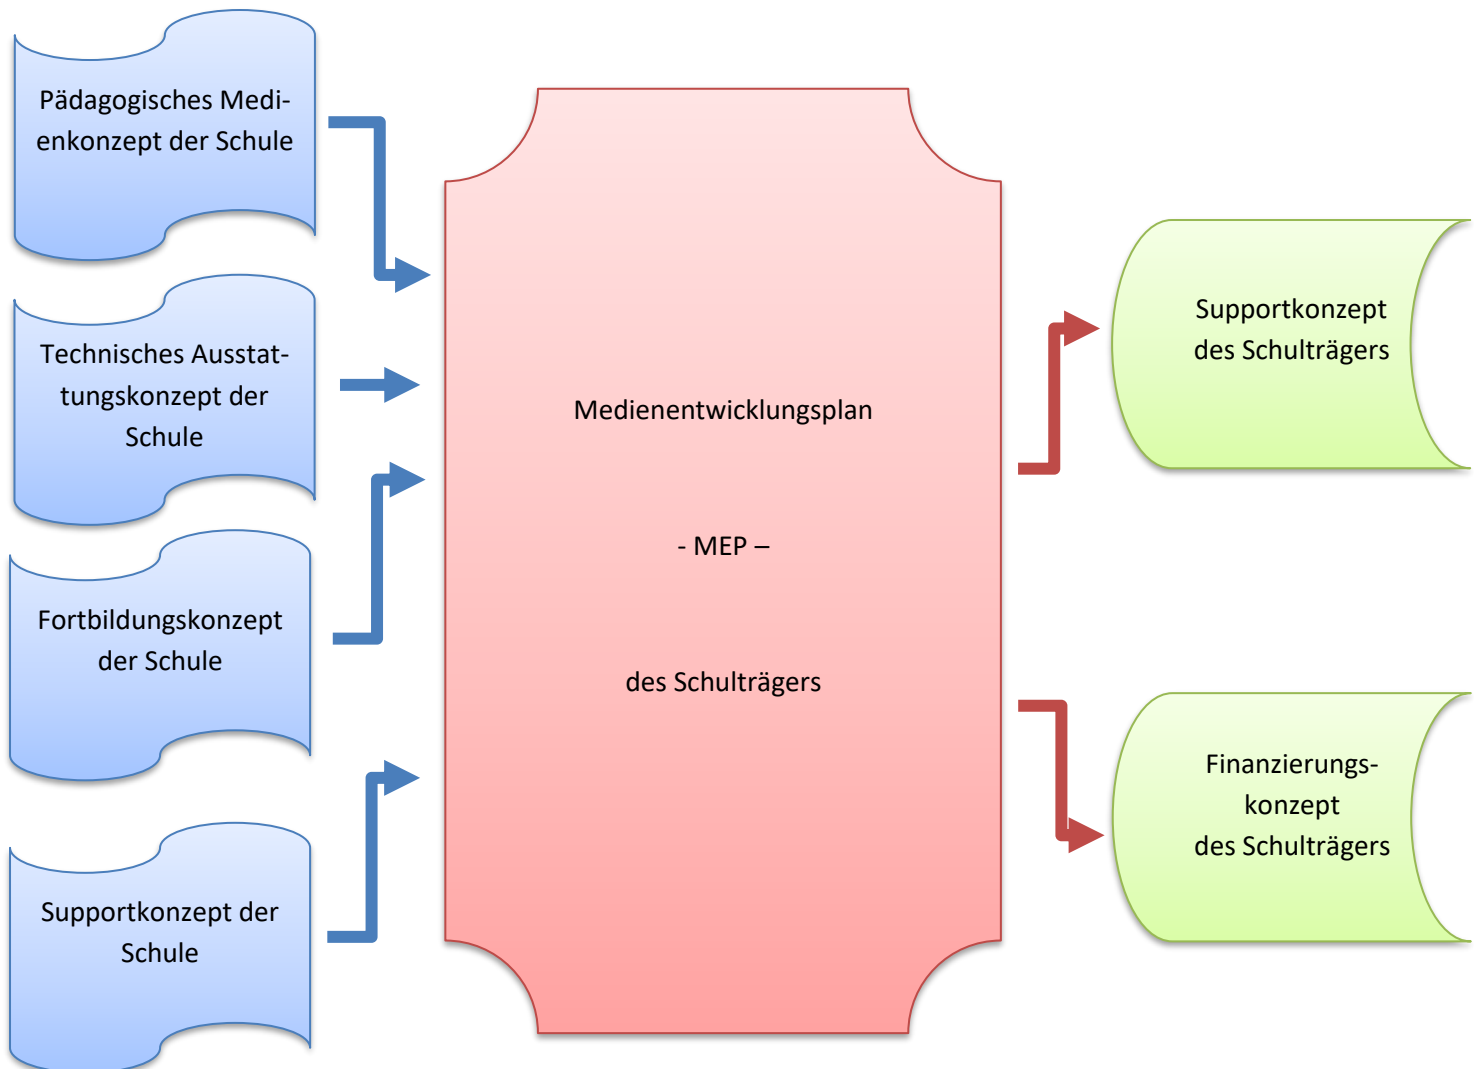 Pädagogisches Medi-
enkonzept der Schule
Technisches Ausstat-
tungskonzept der
Schule
Fortbildungskonzept
der Schule
Supportkonzept der
Schule
Medienentwicklungsplan
- MEP –
des Schulträgers
Supportkonzept
des Schulträgers
Finanzierungs-
konzept
des Schulträgers